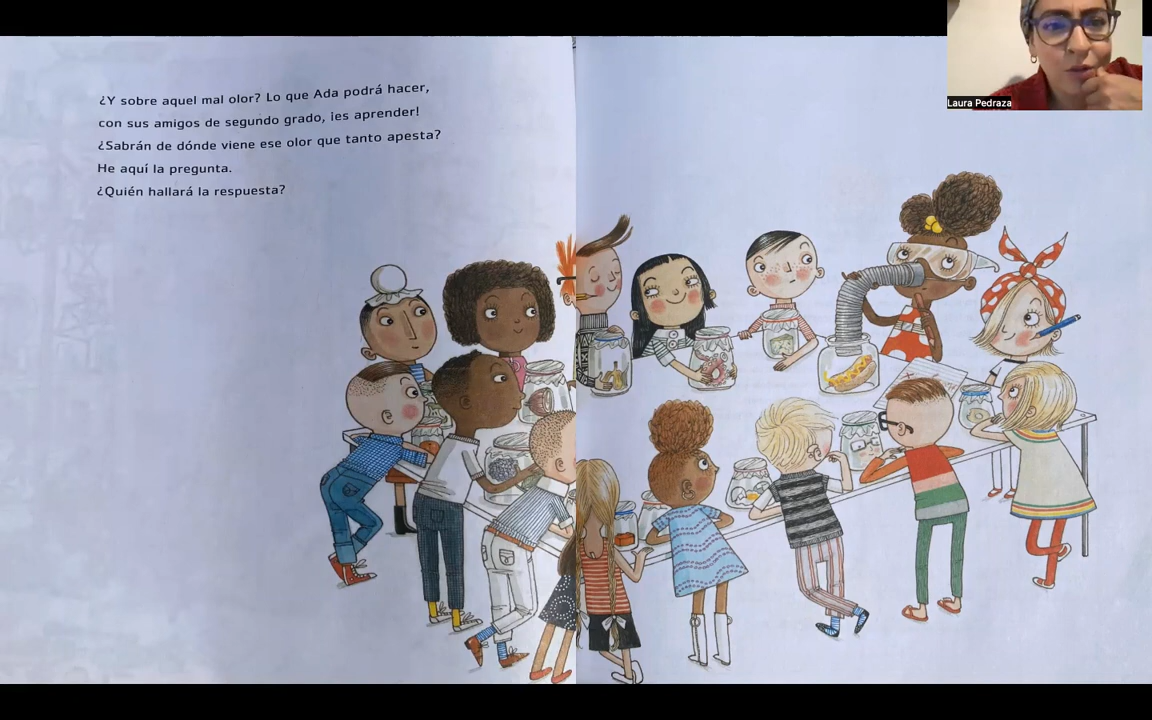 ¿Y sobre aquel mal olor? Lo que Ada podrá hacer,
con sus amigos de segundo grado, ¡es aprender!
¿Sabrán de dónde viene ese olor que tanto apesta?
He aquí la pregunta.
¿Quién hallará la respuesta?
Laura Pedraza